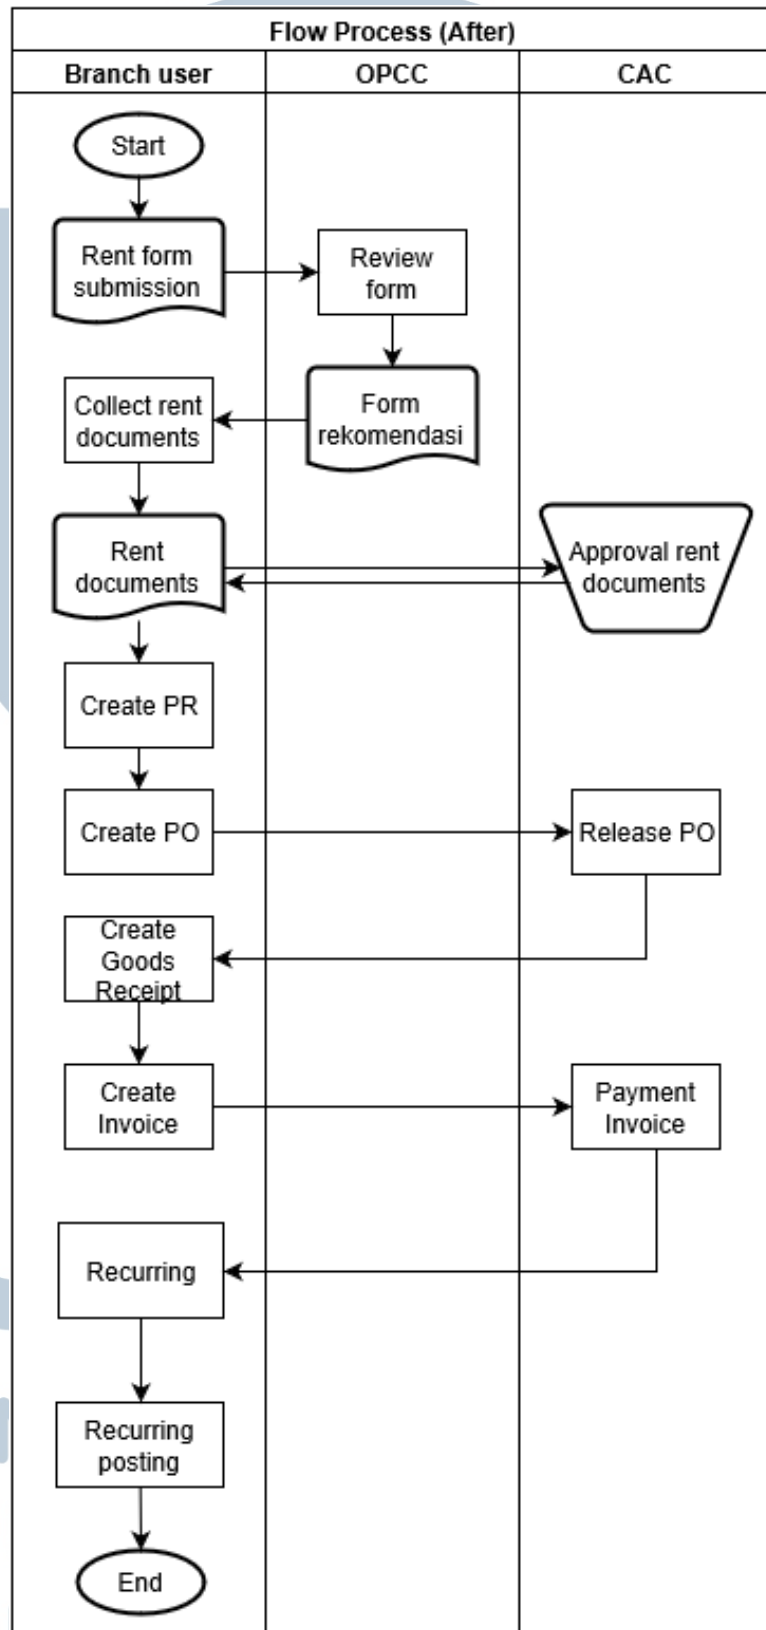 Flow Process (After)
Branch user
OPCC
CAC
Start
Rent form
submission
Review
form
Collect rent
documents
Form
rekomendasi
Rent
documents
Approval rent
documents
Create PR
Create PO
Release PO
Create
Goods
Receipt
Create
Invoice
Payment
Invoice
Recurring
Recurring
posting
End